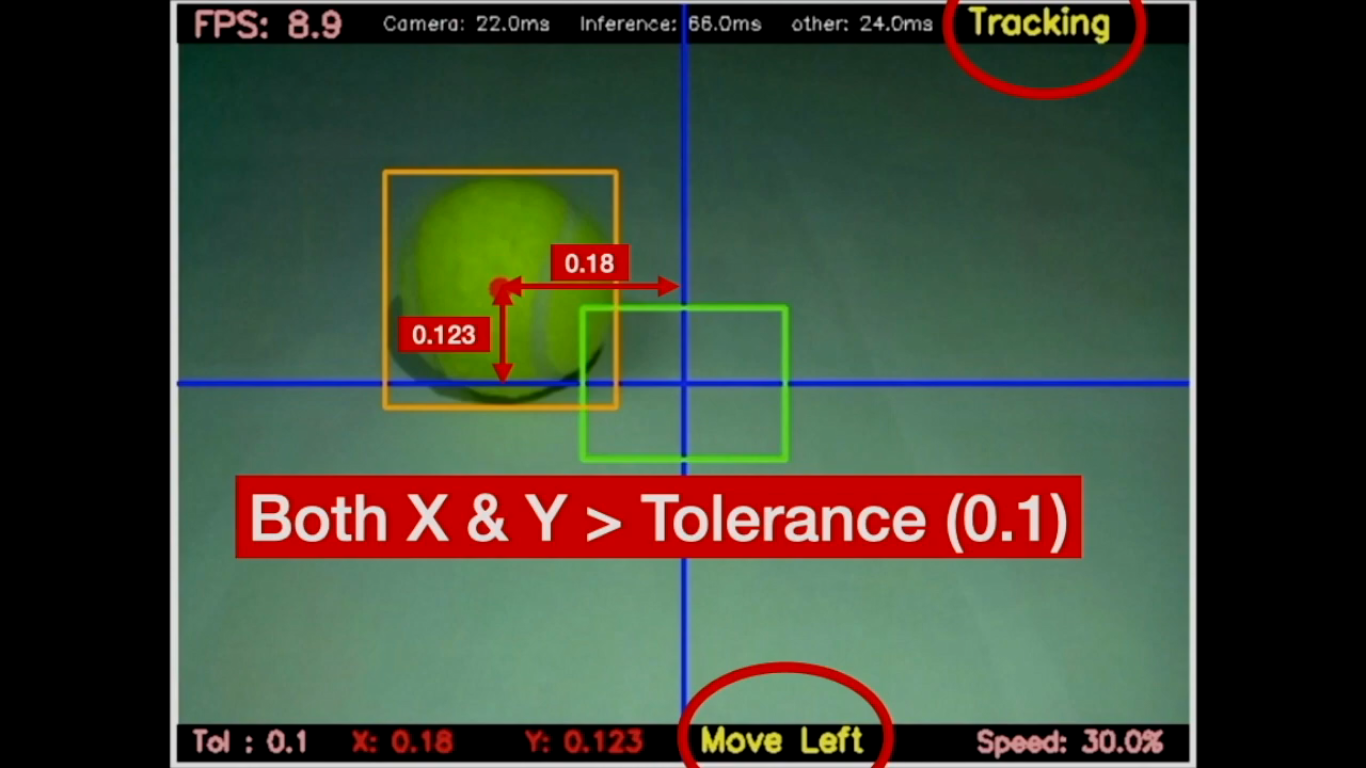 FPS: 8.9 Camera: 22.0ms Inference: 66.0ms other: 24.0ms Tracking
0.18
0.123
Both X & Y > Tolerance (0.1)
Tol : 0.1 X: 0.18 Y: 0.123 Move Left Speed: 30.0%